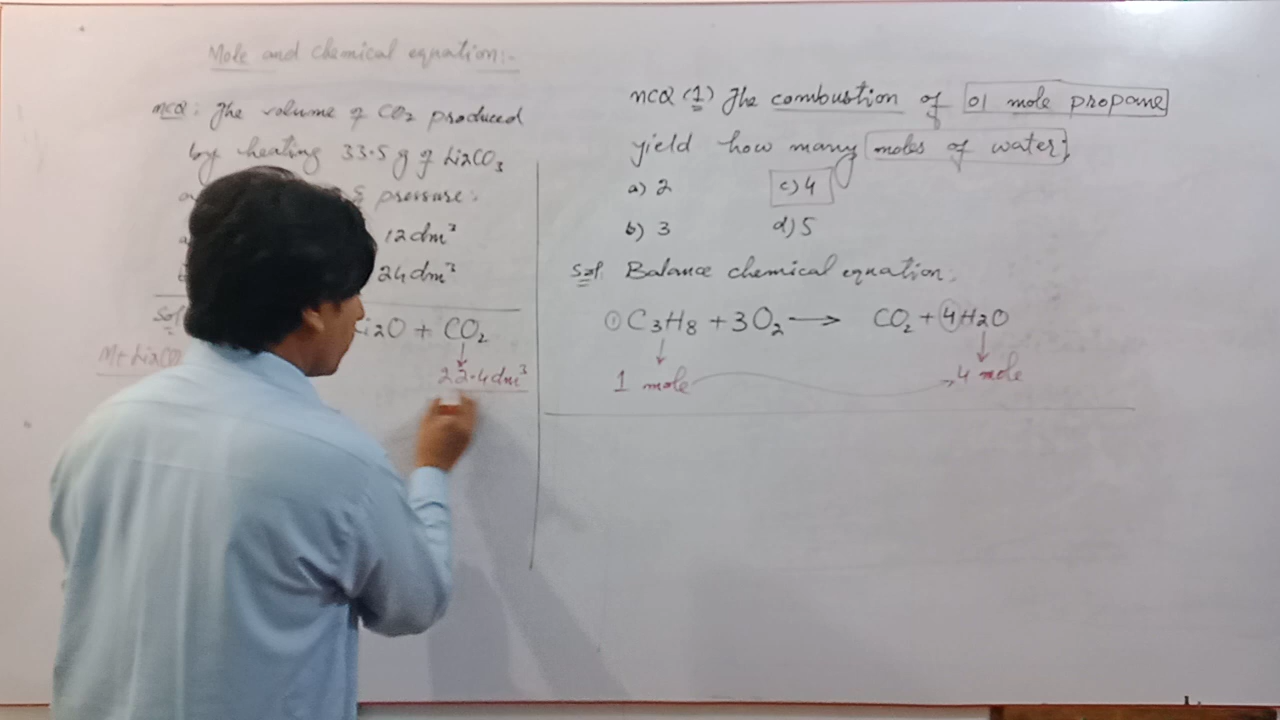 Mole and chemical equation:-
MCQ: The volume of CO2 produced
by heating 33.5 g of Li2CO3
pressure:
12dm³
24dm³
Sol
Li2O + CO2
M+ Li2CO
22.4dm³
MCQ (1) The combustion of 01 mole propane
yield how many moles of water
a) 2 c) 4
b) 3 d) 5
Sol Balance chemical equation.
① C3H8 + 3O2 → CO2 + 4H2O
1 mole 4 mole